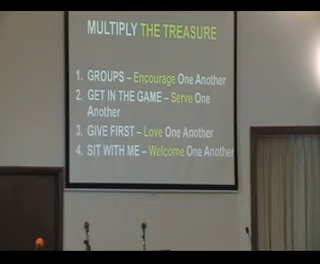 MULTIPLY THE TREASURE
1. GROUPS – Encourage One Another
2. GET IN THE GAME – Serve One
Another
3. GIVE FIRST – Love One Another
4. SIT WITH ME – Welcome One Another